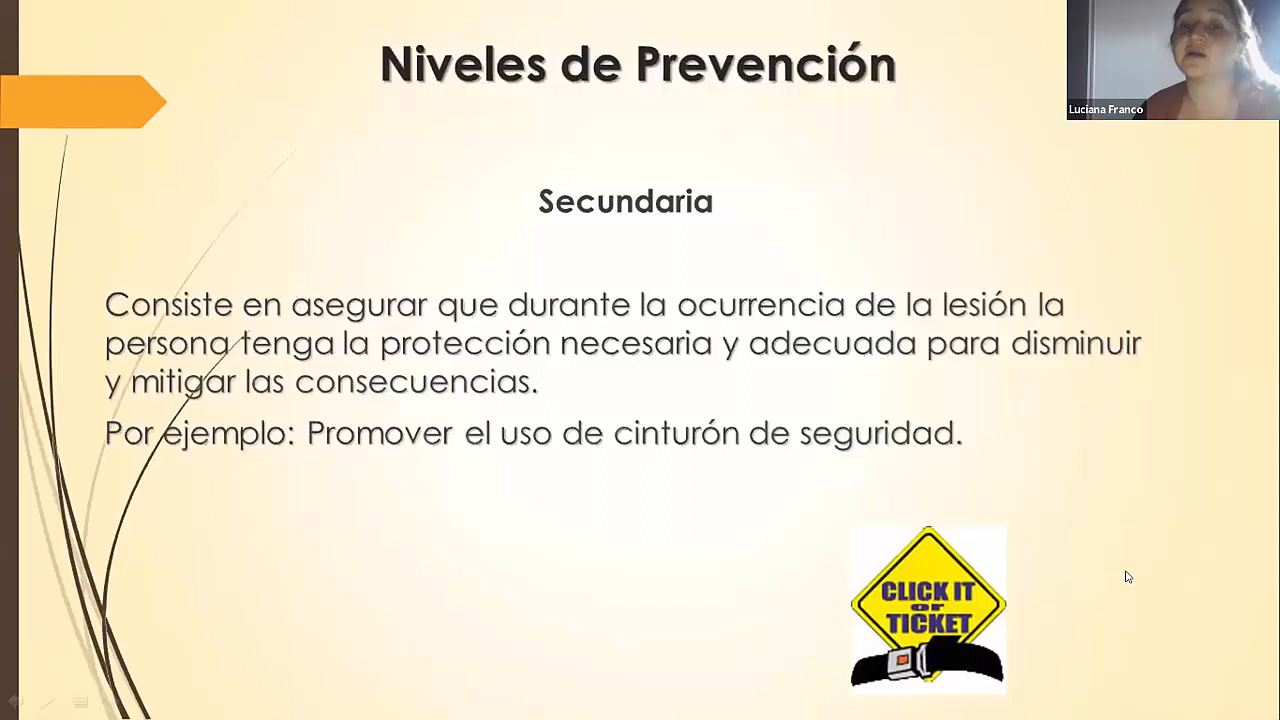 Niveles de Prevención
Luciana Franco
Secundaria
Consiste en asegurar que durante la ocurrencia de la lesión la
persona tenga la protección necesaria y adecuada para disminuir
y mitigar las consecuencias.
Por ejemplo: Promover el uso de cinturón de seguridad.
CLICK IT
or
TICKET